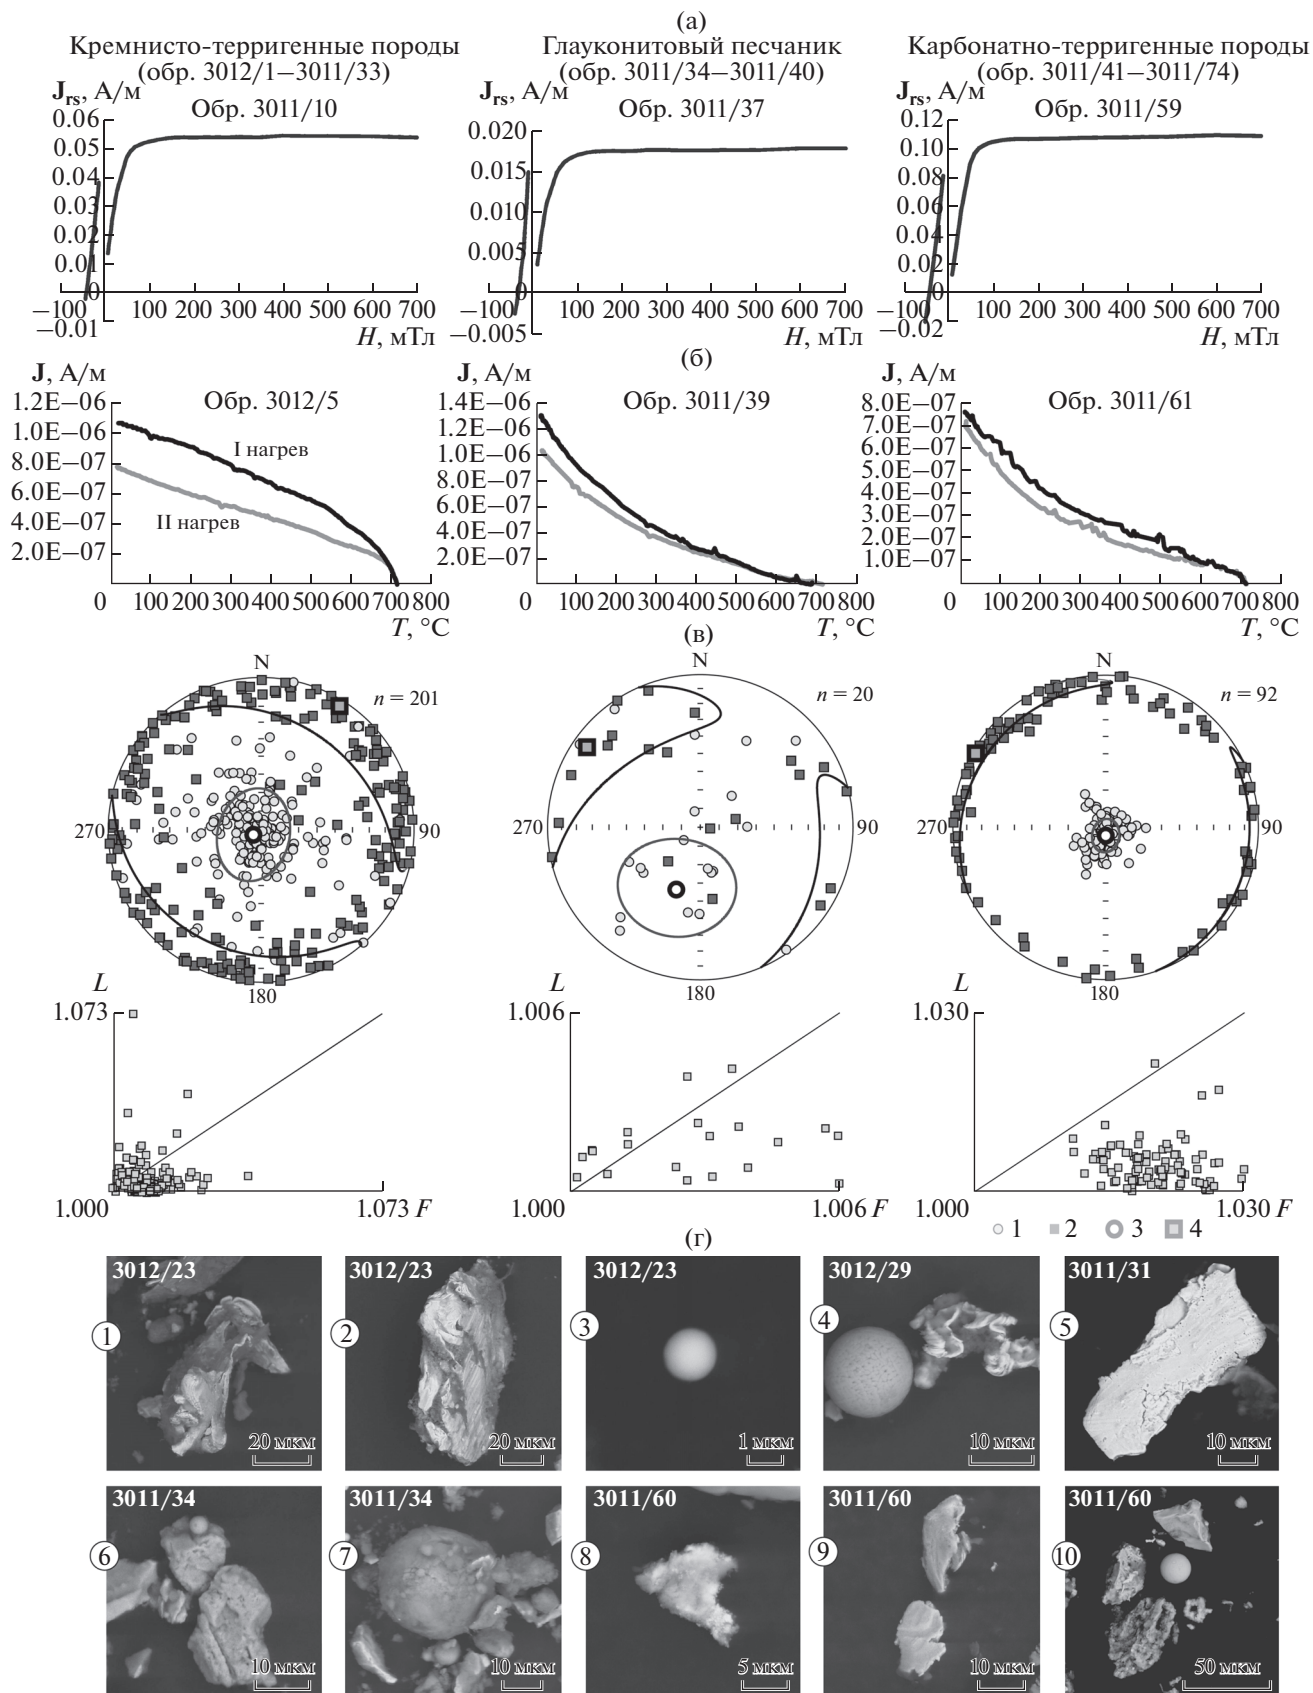 (а)
Кремнисто-терригенные породы
(обр. 3012/1–3011/33)
Глауконитовый песчаник
(обр. 3011/34–3011/40)
Карбонатно-терригенные породы
(обр. 3011/41–3011/74)
J_rs, А/м
Обр. 3011/10
0.06
0.05
0.04
0.03
0.02
0.01
0
−0.01
−100
100 200 300 400 500 600 700
H, мТл
J_rs, А/м
Обр. 3011/37
0.020
0.015
0.010
0.005
0
−0.005
−100
100 200 300 400 500 600 700
H, мТл
J_rs, А/м
Обр. 3011/59
0.12
0.10
0.08
0.06
0.04
0.02
0
−0.02
−100
100 200 300 400 500 600 700
H, мТл
(б)
J, А/м
Обр. 3012/5
1.2E−06
1.0E−06
8.0E−07
6.0E−07
4.0E−07
2.0E−07
I нагрев
II нагрев
0 100 200 300 400 500 600 700 800
T, °C
J, А/м
Обр. 3011/39
1.4E−06
1.2E−06
1.0E−06
8.0E−07
6.0E−07
4.0E−07
2.0E−07
0 100 200 300 400 500 600 700 800
T, °C
J, А/м
Обр. 3011/61
8.0E−07
7.0E−07
6.0E−07
5.0E−07
4.0E−07
3.0E−07
2.0E−07
1.0E−07
0 100 200 300 400 500 600 700 800
T, °C
(в)
N
n = 201
270
90
180
N
n = 20
270
90
180
N
n = 92
270
90
180
L
1.073
1.000
1.073 F
L
1.006
1.000
1.006 F
L
1.030
1.000
1.030 F
1 2 3 4
(г)
3012/23
1
20 мкм
3012/23
2
20 мкм
3012/23
3
1 мкм
3012/29
4
10 мкм
3011/31
5
10 мкм
3011/34
6
10 мкм
3011/34
7
10 мкм
3011/60
8
5 мкм
3011/60
9
10 мкм
3011/60
10
50 мкм